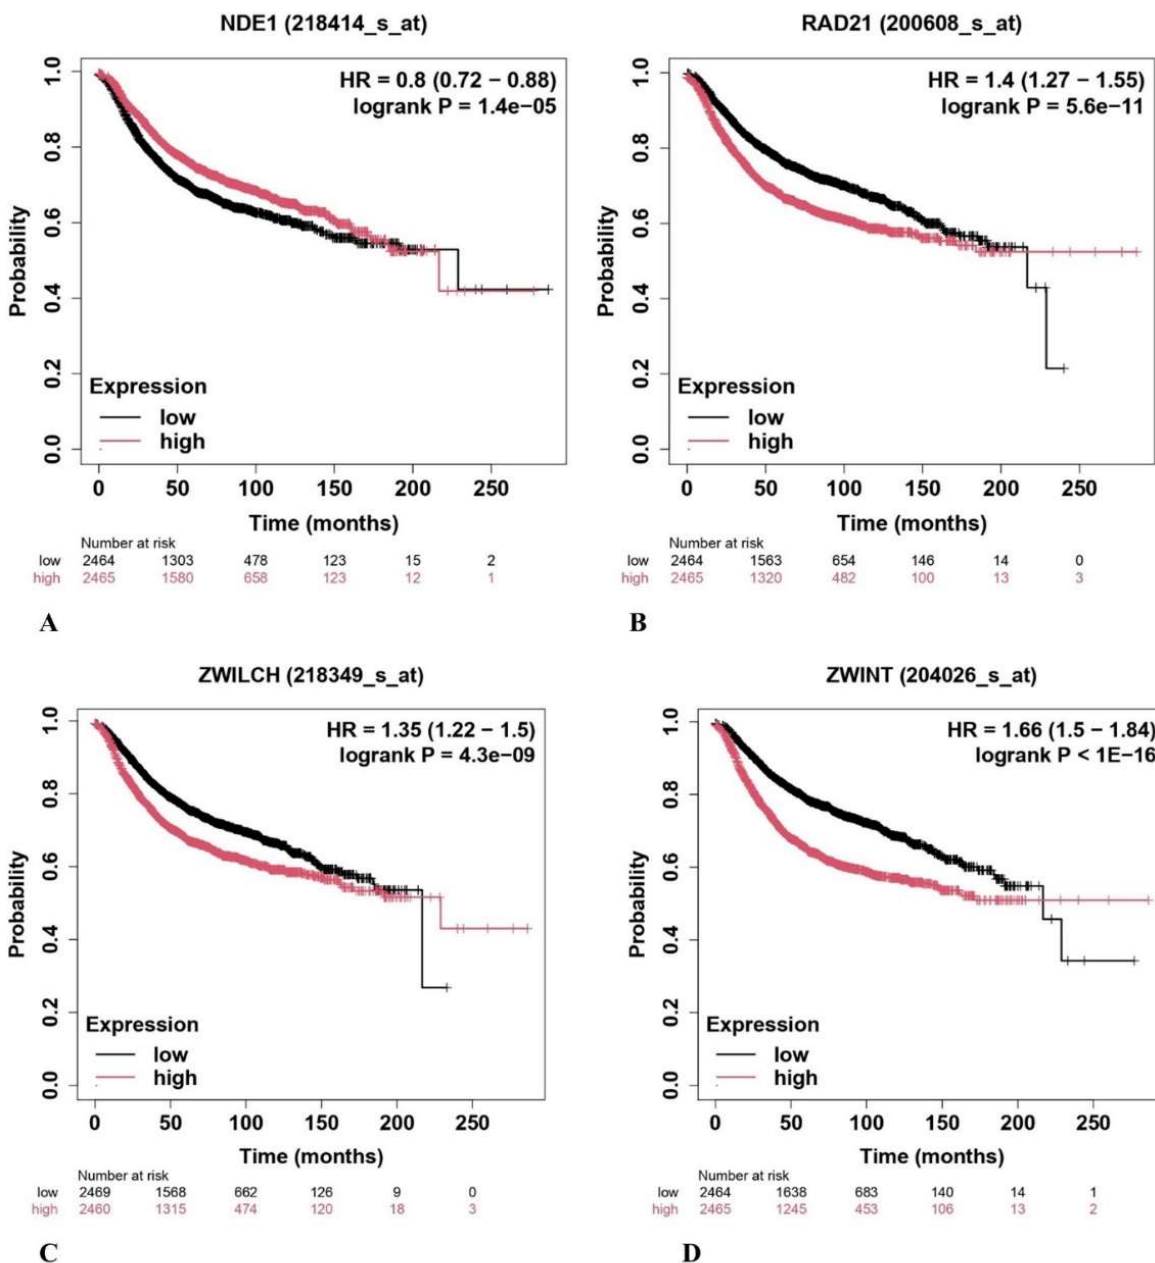 NDE1 (218414_s_at)
HR = 0.8 (0.72 − 0.88)
logrank P = 1.4e−05
Probability
1.0
0.8
0.6
0.4
0.2
0.0
Expression
low
high
0 50 100 150 200 250
Time (months)
Number at risk
low 2464 1303 478 123 15 2
high 2465 1580 658 123 12 1
A
RAD21 (200608_s_at)
HR = 1.4 (1.27 − 1.55)
logrank P = 5.6e−11
Probability
1.0
0.8
0.6
0.4
0.2
0.0
Expression
low
high
0 50 100 150 200 250
Time (months)
Number at risk
low 2464 1563 654 146 14 0
high 2465 1320 482 100 13 3
B
ZWILCH (218349_s_at)
HR = 1.35 (1.22 − 1.5)
logrank P = 4.3e−09
Probability
1.0
0.8
0.6
0.4
0.2
0.0
Expression
low
high
0 50 100 150 200 250
Time (months)
Number at risk
low 2469 1568 662 126 9 0
high 2460 1315 474 120 18 3
C
ZWINT (204026_s_at)
HR = 1.66 (1.5 − 1.84)
logrank P < 1E−16
Probability
1.0
0.8
0.6
0.4
0.2
0.0
Expression
low
high
0 50 100 150 200 250
Time (months)
Number at risk
low 2464 1638 683 140 14 1
high 2465 1245 453 106 13 2
D